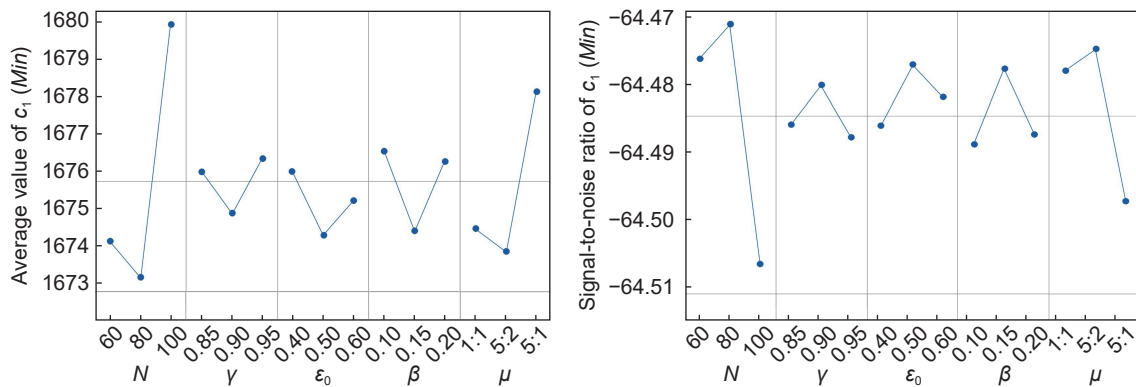 Average value of c₁ (Min)
1680
1679
1678
1677
1676
1675
1674
1673
60 80 100 0.85 0.90 0.95 0.40 0.50 0.60 0.10 0.15 0.20 1:1 5:2 5:1
N γ ε₀ β μ
Signal-to-noise ratio of c₁ (Min)
−64.47
−64.48
−64.49
−64.50
−64.51
60 80 100 0.85 0.90 0.95 0.40 0.50 0.60 0.10 0.15 0.20 1:1 5:2 5:1
N γ ε₀ β μ